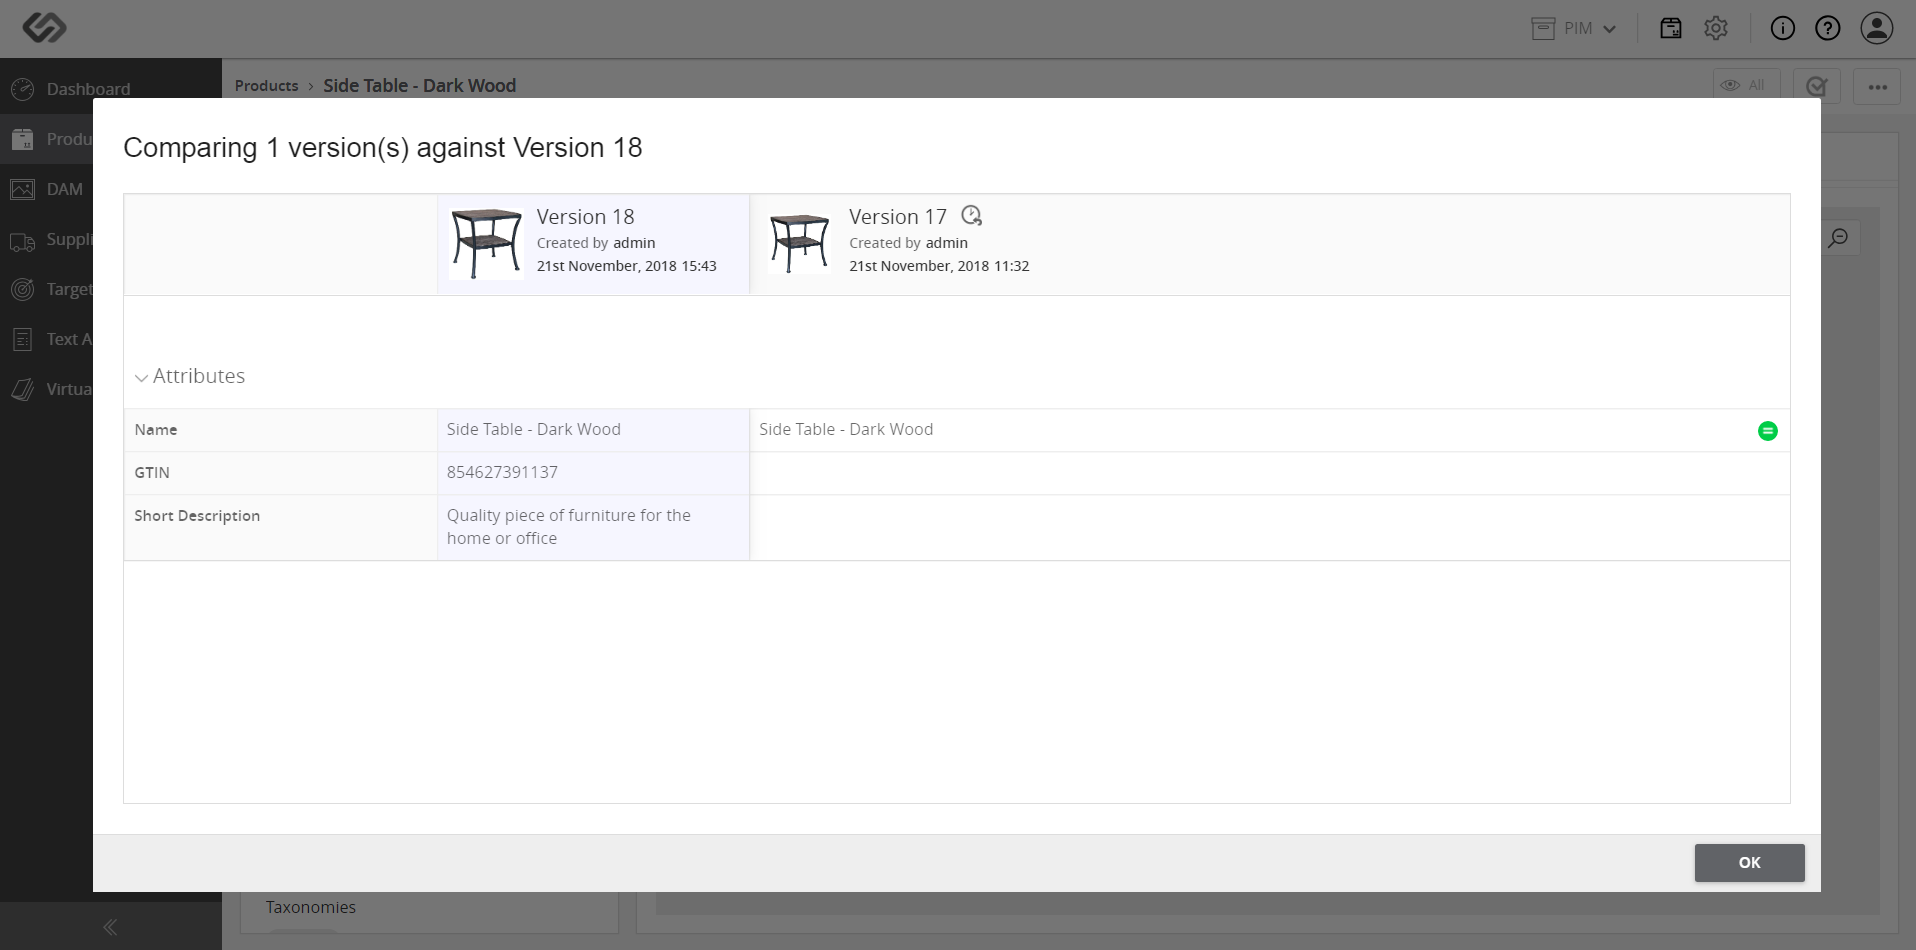 PIM
Dashboard
Products › Side Table - Dark Wood
All
Produ
DAM
Suppli
Target
Text A
Virtua
Comparing 1 version(s) against Version 18
Version 18
Created by admin
21st November, 2018 15:43
Version 17
Created by admin
21st November, 2018 11:32
Attributes
Name
Side Table - Dark Wood
Side Table - Dark Wood
GTIN
854627391137
Short Description
Quality piece of furniture for the
home or office
OK
Taxonomies